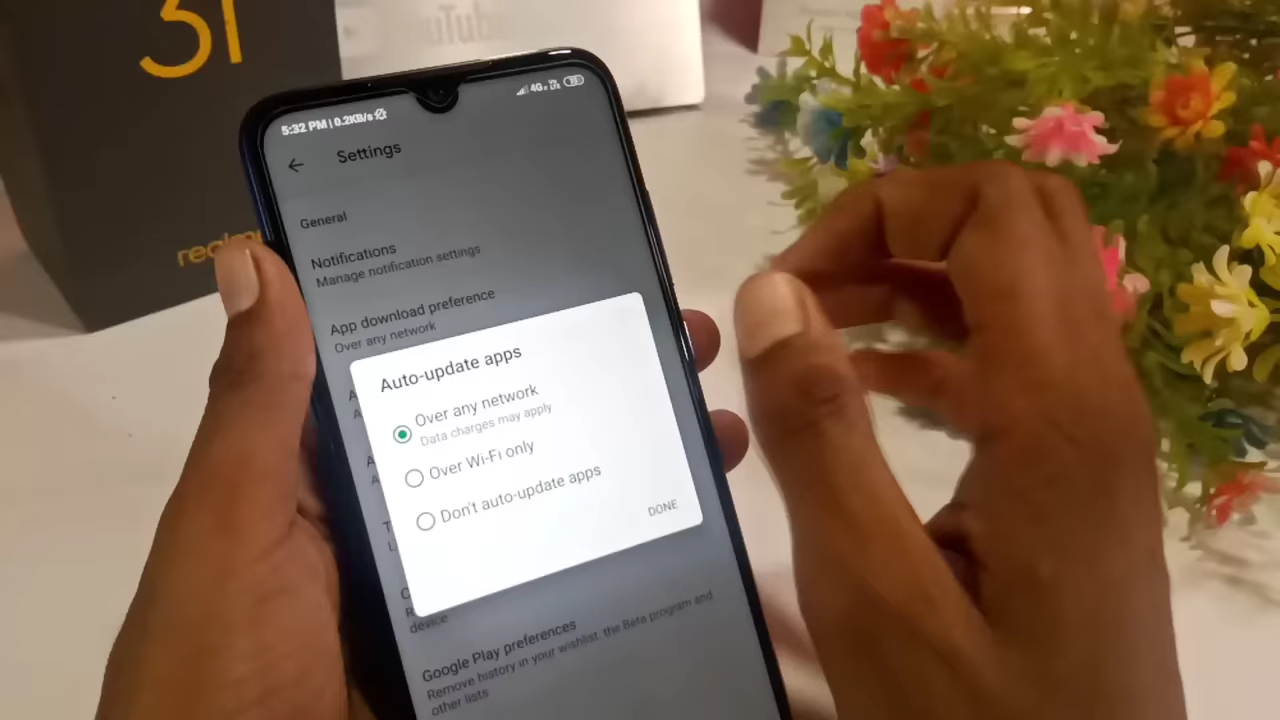 3i
YouTube
realme
5:32 PM | 0.2KB/s
4G
Settings
General
Notifications
Manage notification settings
App download preference
Over any network
Auto-update apps
Over any network
Data charges may apply
Over Wi-Fi only
Don't auto-update apps
DONE
device
Google Play preferences
Remove history in your wishlist, the Beta program and
other lists